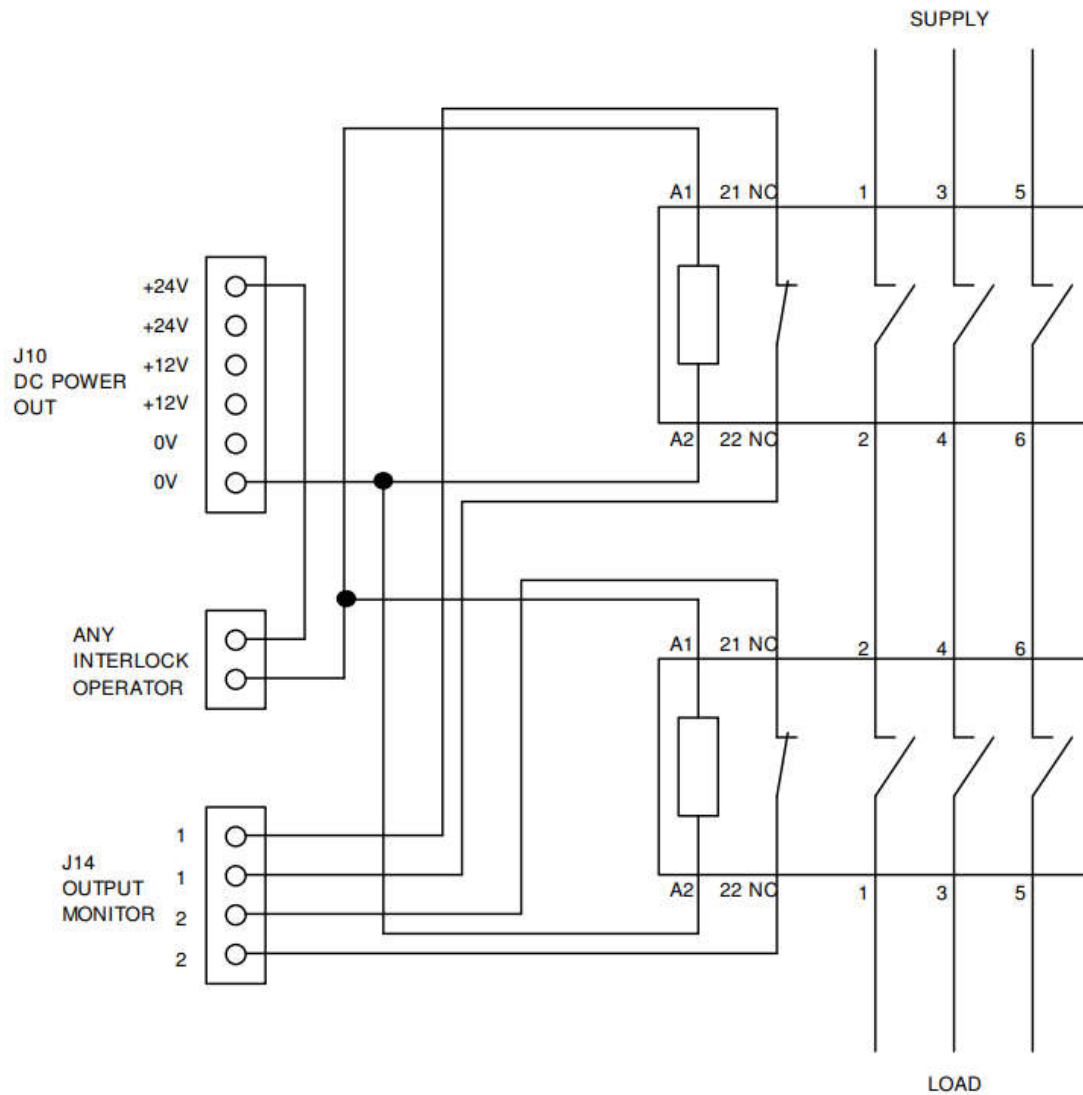 SUPPLY
A1 21 NC 1 3 5
+24V
+24V
J10
DC POWER
OUT
+12V
+12V
0V
0V
A2 22 NC 2 4 6
ANY
INTERLOCK
OPERATOR
A1 21 NC 2 4 6
J14
OUTPUT
MONITOR
1
1
2
2
A2 22 NC 1 3 5
LOAD